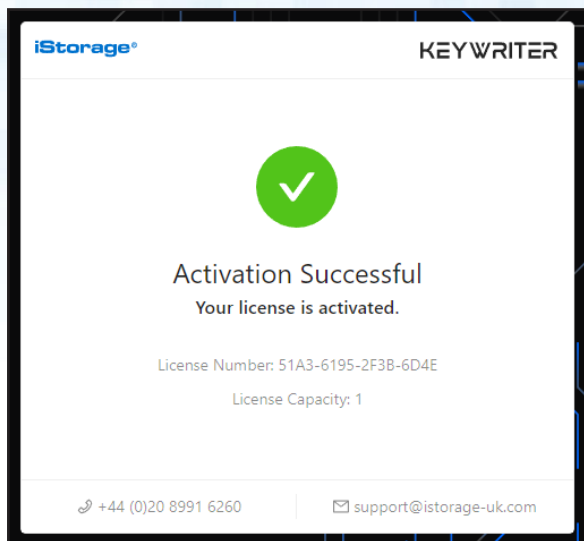 iStorage® KEYWRITER
Activation Successful
Your license is activated.
License Number: 51A3-6195-2F3B-6D4E
License Capacity: 1
+44 (0)20 8991 6260 support@istorage-uk.com